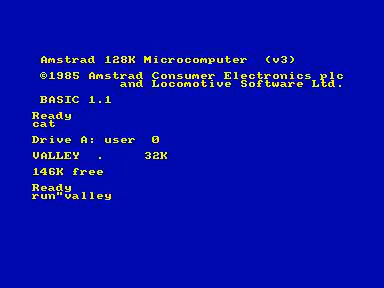 Amstrad 128K Microcomputer  (v3)
©1985 Amstrad Consumer Electronics plc
and Locomotive Software Ltd.
BASIC 1.1
Ready
cat
Drive A: user  0
VALLEY  .     32K
146K free
Ready
run"valley